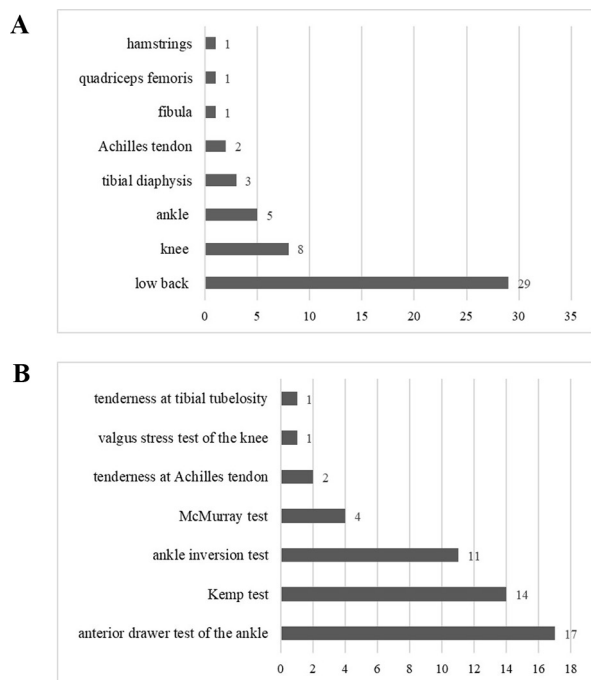 A
hamstrings 1
quadriceps femoris 1
fibula 1
Achilles tendon 2
tibial diaphysis 3
ankle 5
knee 8
low back 29
0 5 10 15 20 25 30 35
B
tenderness at tibial tubelosity 1
valgus stress test of the knee 1
tenderness at Achilles tendon 2
McMurray test 4
ankle inversion test 11
Kemp test 14
anterior drawer test of the ankle 17
0 2 4 6 8 10 12 14 16 18